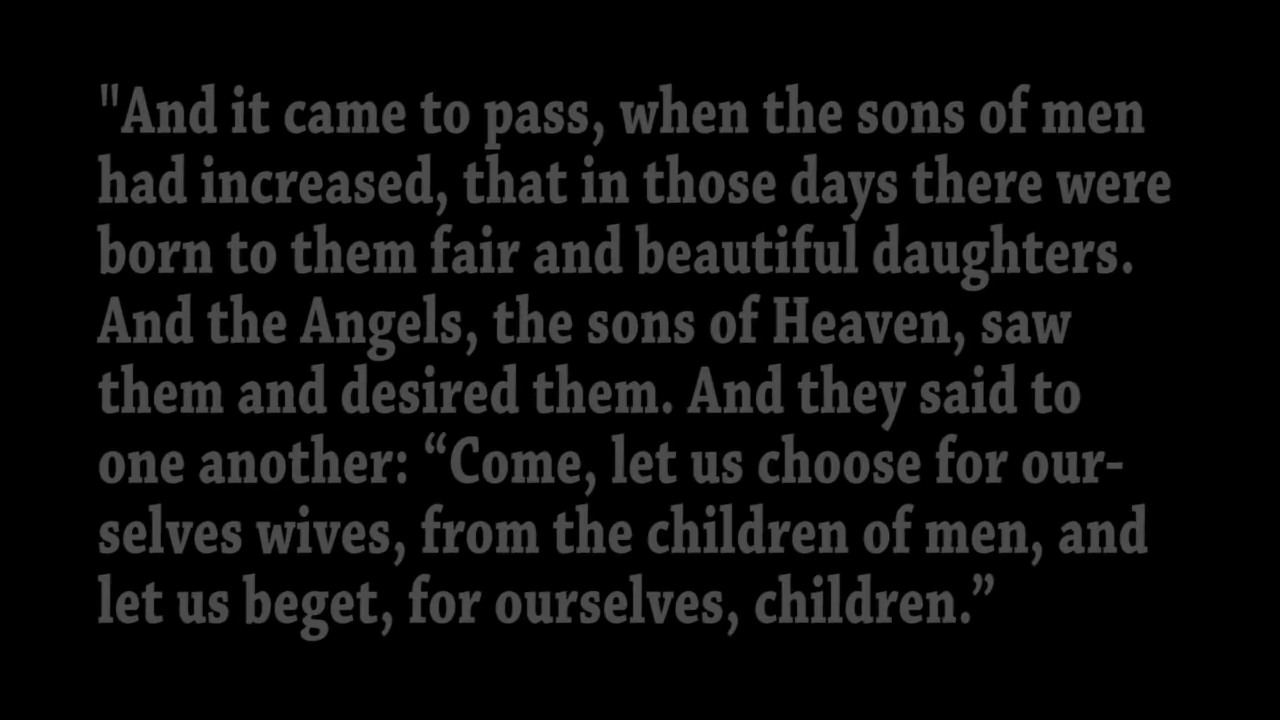 "And it came to pass, when the sons of men
had increased, that in those days there were
born to them fair and beautiful daughters.
And the Angels, the sons of Heaven, saw
them and desired them. And they said to
one another: “Come, let us choose for our-
selves wives, from the children of men, and
let us beget, for ourselves, children.”